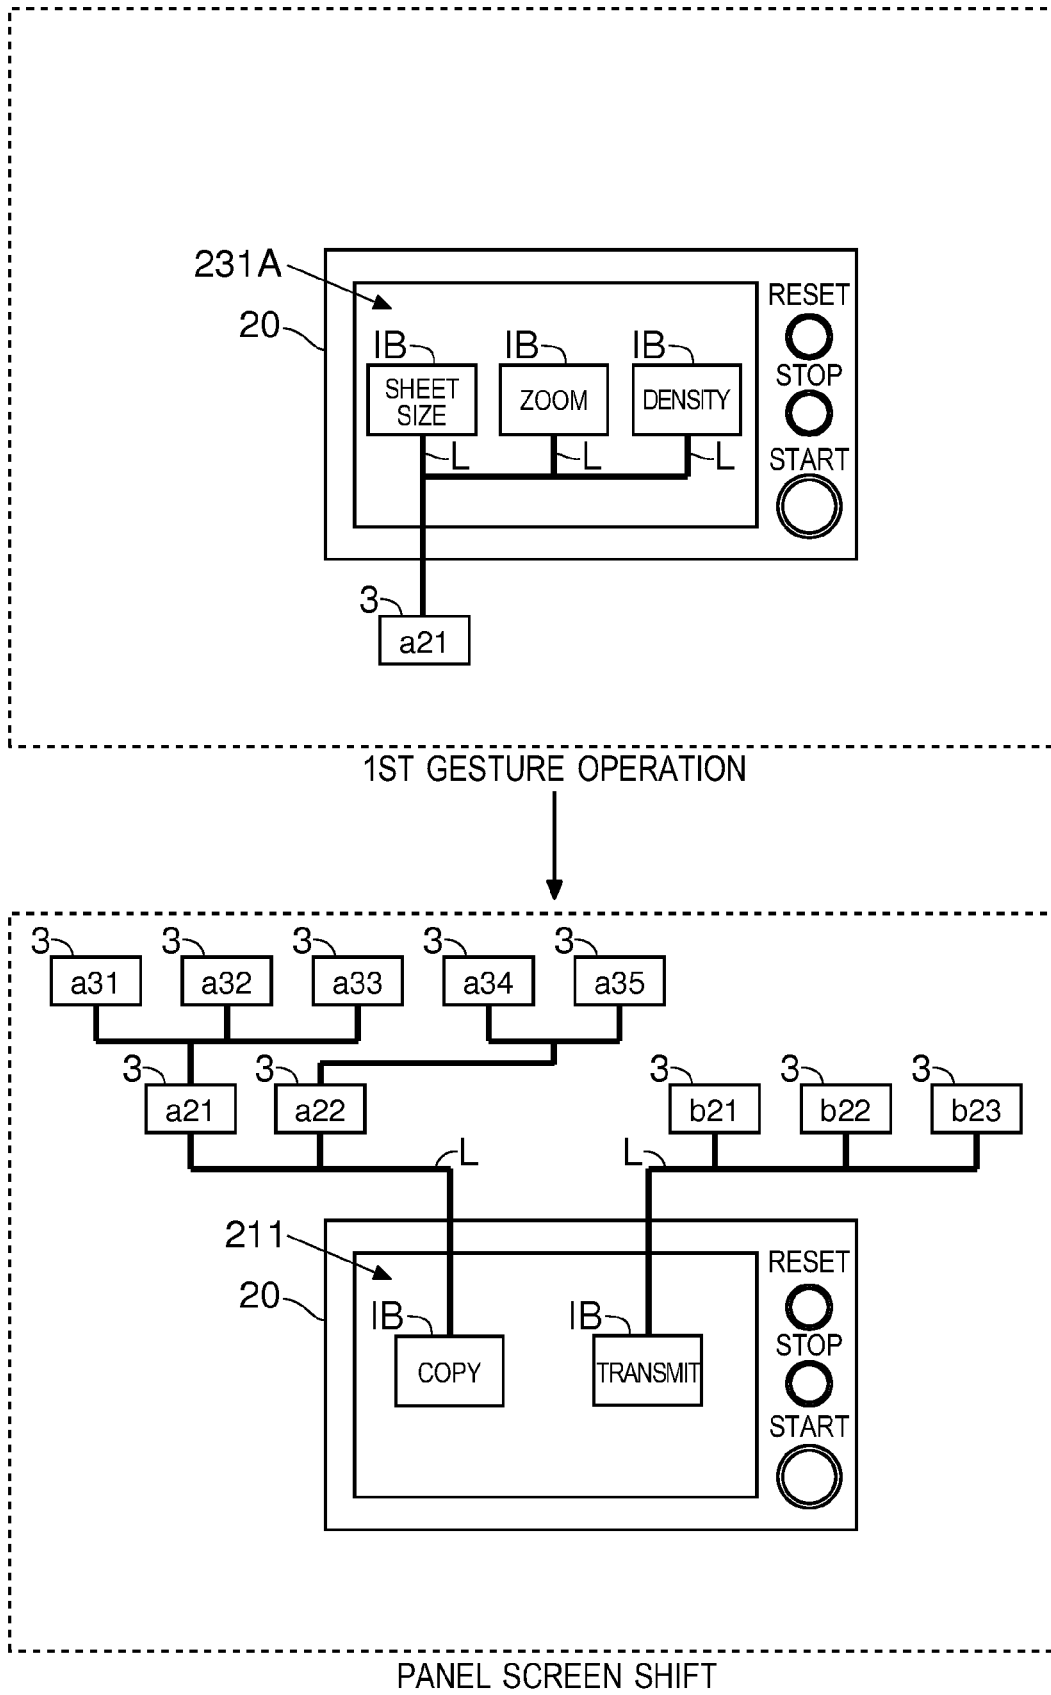 231A
RESET
20
IB IB IB
STOP
SHEET SIZE
ZOOM
DENSITY
L L L
START
3
a21
1ST GESTURE OPERATION
3 3 3 3 3
a31 a32 a33 a34 a35
3 3 3 3 3
a21 a22 b21 b22 b23
L L
211
RESET
20
IB IB
STOP
COPY TRANSMIT
START
PANEL SCREEN SHIFT